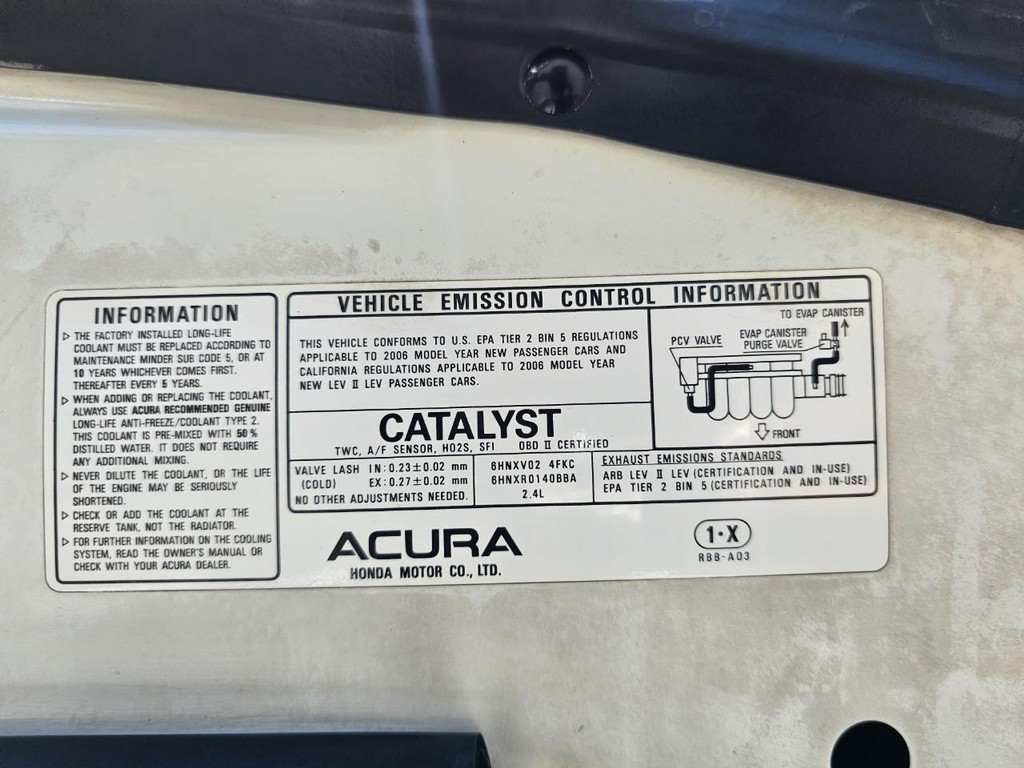 INFORMATION
▷ THE FACTORY INSTALLED LONG-LIFE
COOLANT MUST BE REPLACED ACCORDING TO
MAINTENANCE MINDER SUB CODE 5, OR AT
10 YEARS WHICHEVER COMES FIRST.
THEREAFTER EVERY 5 YEARS.
▷ WHEN ADDING OR REPLACING THE COOLANT,
ALWAYS USE ACURA RECOMMENDED GENUINE
LONG-LIFE ANTI-FREEZE/COOLANT TYPE 2.
THIS COOLANT IS PRE-MIXED WITH 50 %
DISTILLED WATER. IT DOES NOT REQUIRE
ANY ADDITIONAL MIXING.
▷ NEVER DILUTE THE COOLANT, OR THE LIFE
OF THE ENGINE MAY BE SERIOUSLY
SHORTENED.
▷ CHECK OR ADD THE COOLANT AT THE
RESERVE TANK, NOT THE RADIATOR.
▷ FOR FURTHER INFORMATION ON THE COOLING
SYSTEM, READ THE OWNER'S MANUAL OR
CHECK WITH YOUR ACURA DEALER.
VEHICLE EMISSION CONTROL INFORMATION
THIS VEHICLE CONFORMS TO U.S. EPA TIER 2 BIN 5 REGULATIONS
APPLICABLE TO 2006 MODEL YEAR NEW PASSENGER CARS AND
CALIFORNIA REGULATIONS APPLICABLE TO 2006 MODEL YEAR
NEW LEV II LEV PASSENGER CARS.
TO EVAP CANISTER
PCV VALVE
EVAP CANISTER
PURGE VALVE
FRONT
CATALYST
TWC, A/F SENSOR, HO2S, SFI OBD II CERTIFIED
VALVE LASH IN: 0.23 ± 0.02 mm
(COLD) EX: 0.27 ± 0.02 mm
NO OTHER ADJUSTMENTS NEEDED.
6HNXV02 4FKC
6HNXR0140BBA
2.4L
EXHAUST EMISSIONS STANDARDS
ARB LEV II LEV (CERTIFICATION AND IN-USE)
EPA TIER 2 BIN 5 (CERTIFICATION AND IN-USE)
ACURA
HONDA MOTOR CO., LTD.
1·X
RBB-A03